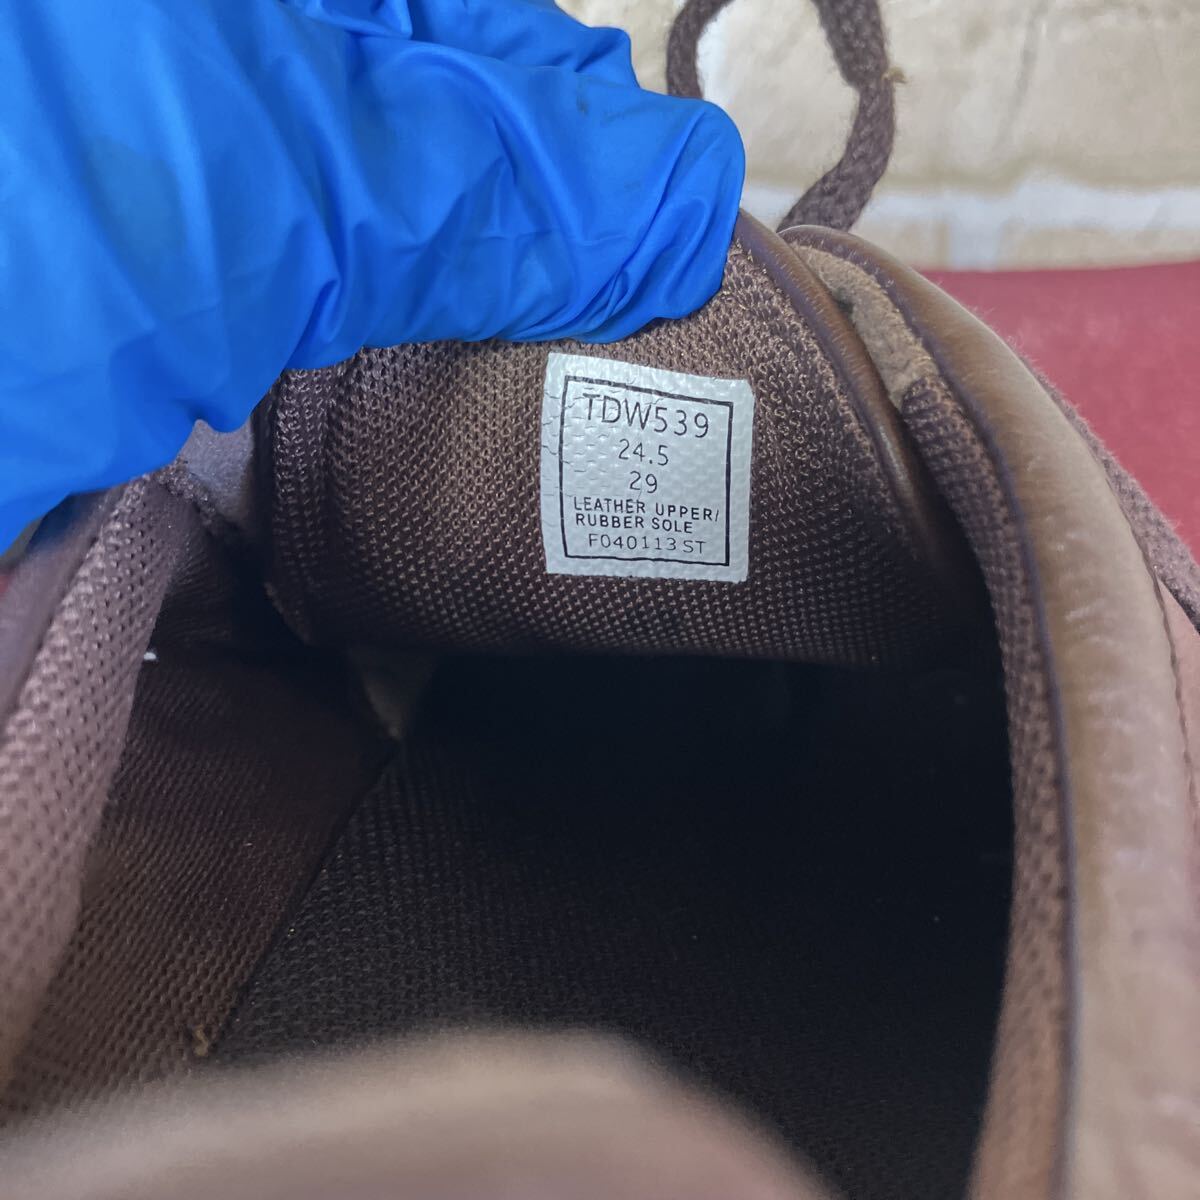 TDW539
24.5
29
LEATHER UPPER/
RUBBER SOLE
F040113 ST